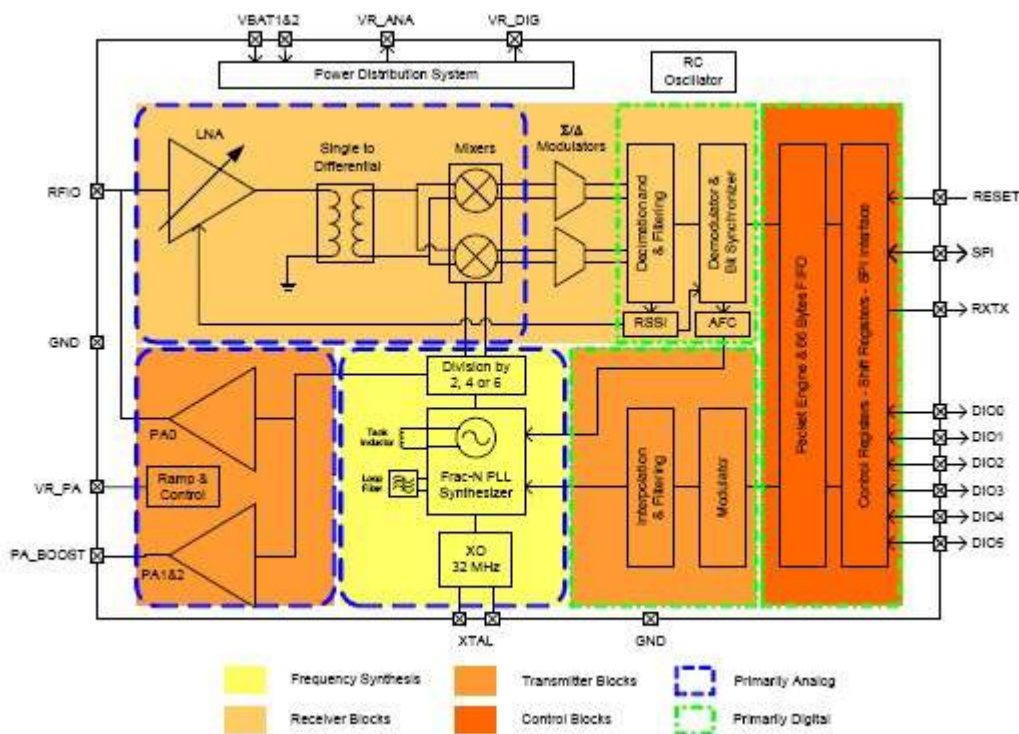 VBAT1&2
VR_ANA
VR_DIG
Power Distribution System
RC
Oscillator
LNA
Single to
Differential
Mixers
Σ/Δ
Modulators
RFIO
RESET
SPI
RXTX
Decimation and
& Filtering
Demodulator &
Bit Synchronizer
Packet Engine & 66 Bytes FIFO
Control Registers - Shift Registers - SPI Interface
RSSI
AFC
GND
Division by
2, 4 or 6
PA0
Tank
Inductor
Loop
Filter
Frac-N PLL
Synthesizer
Interpolation
& Filtering
Modulator
DIO0
DIO1
DIO2
DIO3
DIO4
DIO5
VR_PA
Ramp &
Control
PA_BOOST
PA1&2
XO
32 MHz
XTAL
GND
Frequency Synthesis
Transmitter Blocks
Primarily Analog
Receiver Blocks
Control Blocks
Primarily Digital